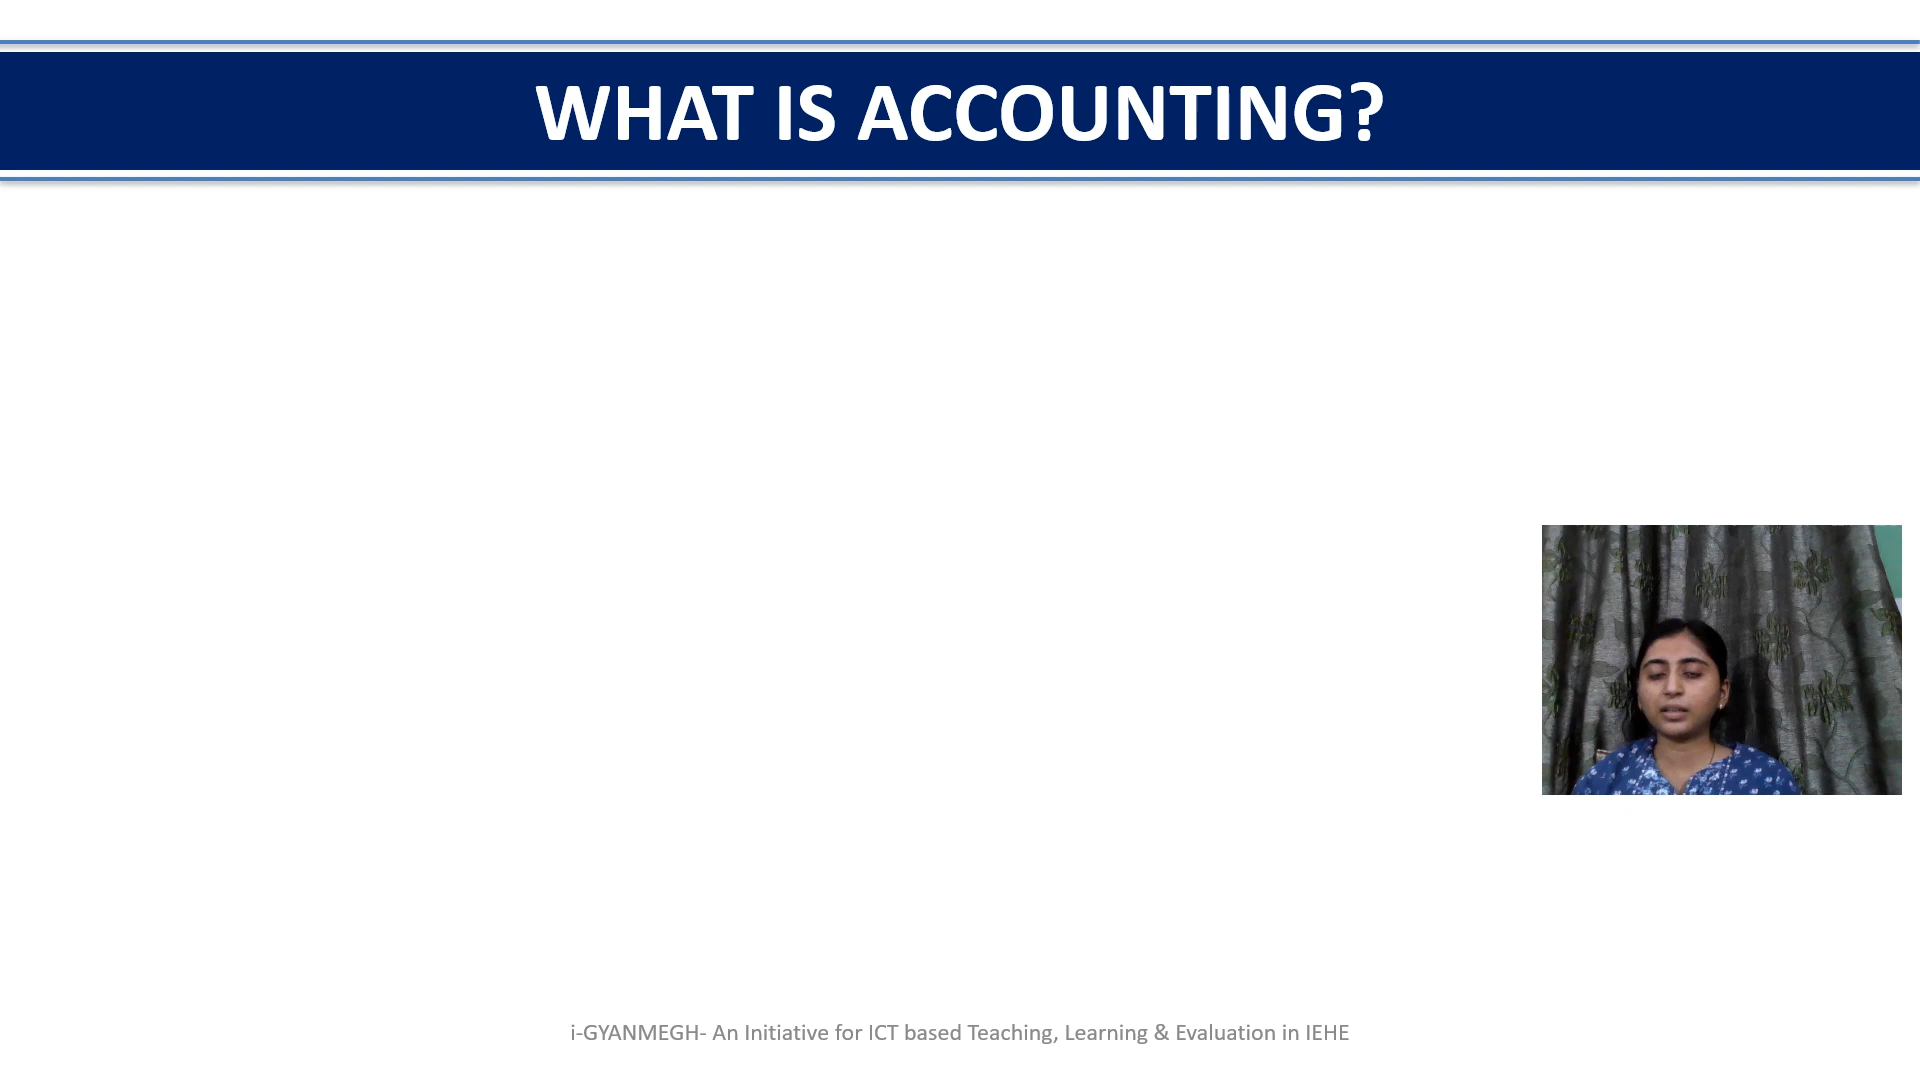 WHAT IS ACCOUNTING?
i-GYANMEGH- An Initiative for ICT based Teaching, Learning & Evaluation in IEHE